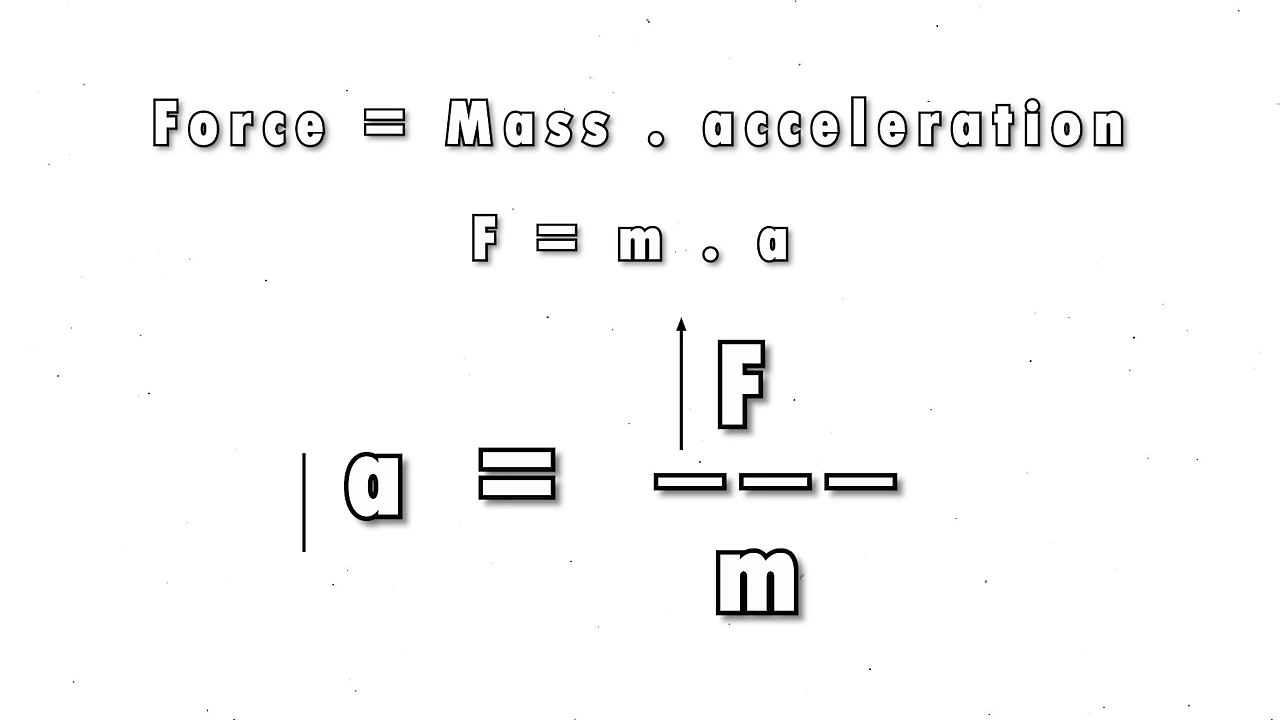 Force = Mass . acceleration
F = m . a
F
a = ---
m